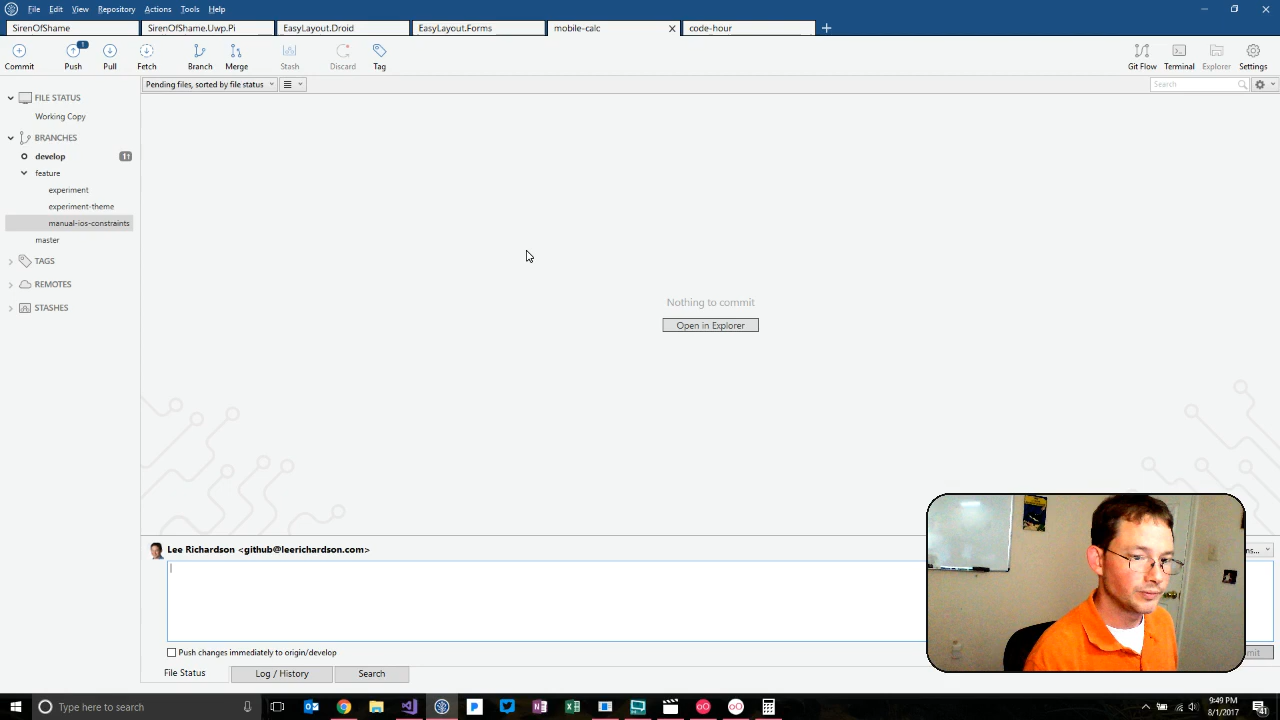 File Edit View Repository Actions Tools Help
SirenOfShame SirenOfShame.Uwp.Pi EasyLayout.Droid EasyLayout.Forms mobile-calc code-hour
1
Commit Push Pull Fetch Branch Merge Stash Discard Tag Git Flow Terminal Explorer Settings
Pending files, sorted by file status Search
FILE STATUS
Working Copy
BRANCHES
develop 1↑
feature
experiment
experiment-theme
manual-ios-constraints
master
TAGS
REMOTES
STASHES
Nothing to commit
Open in Explorer
Lee Richardson <github@leerichardson.com>
Push changes immediately to origin/develop
File Status Log / History Search
Type here to search
9:49 PM
8/1/2017
41